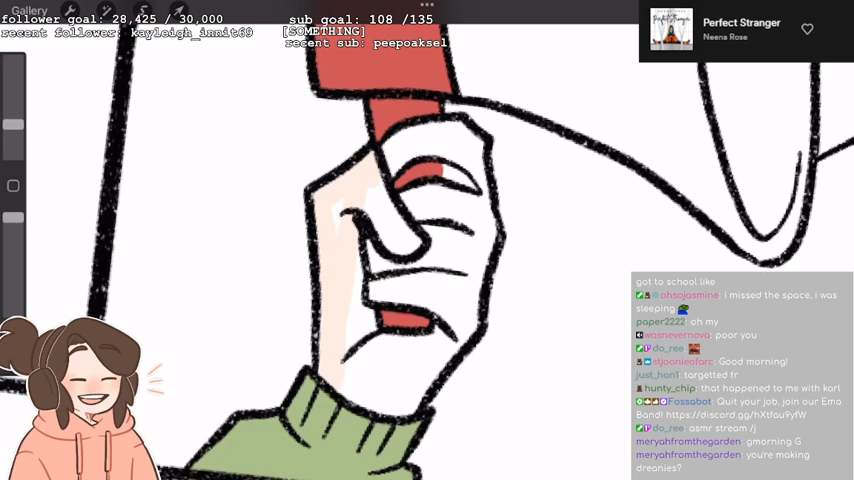 Gallery
follower goal: 28,425 / 30,000
recent follower: kayleigh_innit69
sub goal: 108 /135
[SOMETHING]
recent sub: peepoaksel
Perfect Stranger
Neena Rose
got to school like
ohsojasmine: i missed the space, i was
sleeping
paper2222: oh my
wasnevernova: poor you
do_ree:
stjoanieofarc: Good morning!
just_han1: targetted fr
hunty_chip: that happened to me with karl
Fossabot: Quit your job, join our Emo
Band! https://discord.gg/hXtfau9yfW
do_ree: asmr stream /j
meryahfromthegarden: gmorning G
meryahfromthegarden: you're making
dreanies?